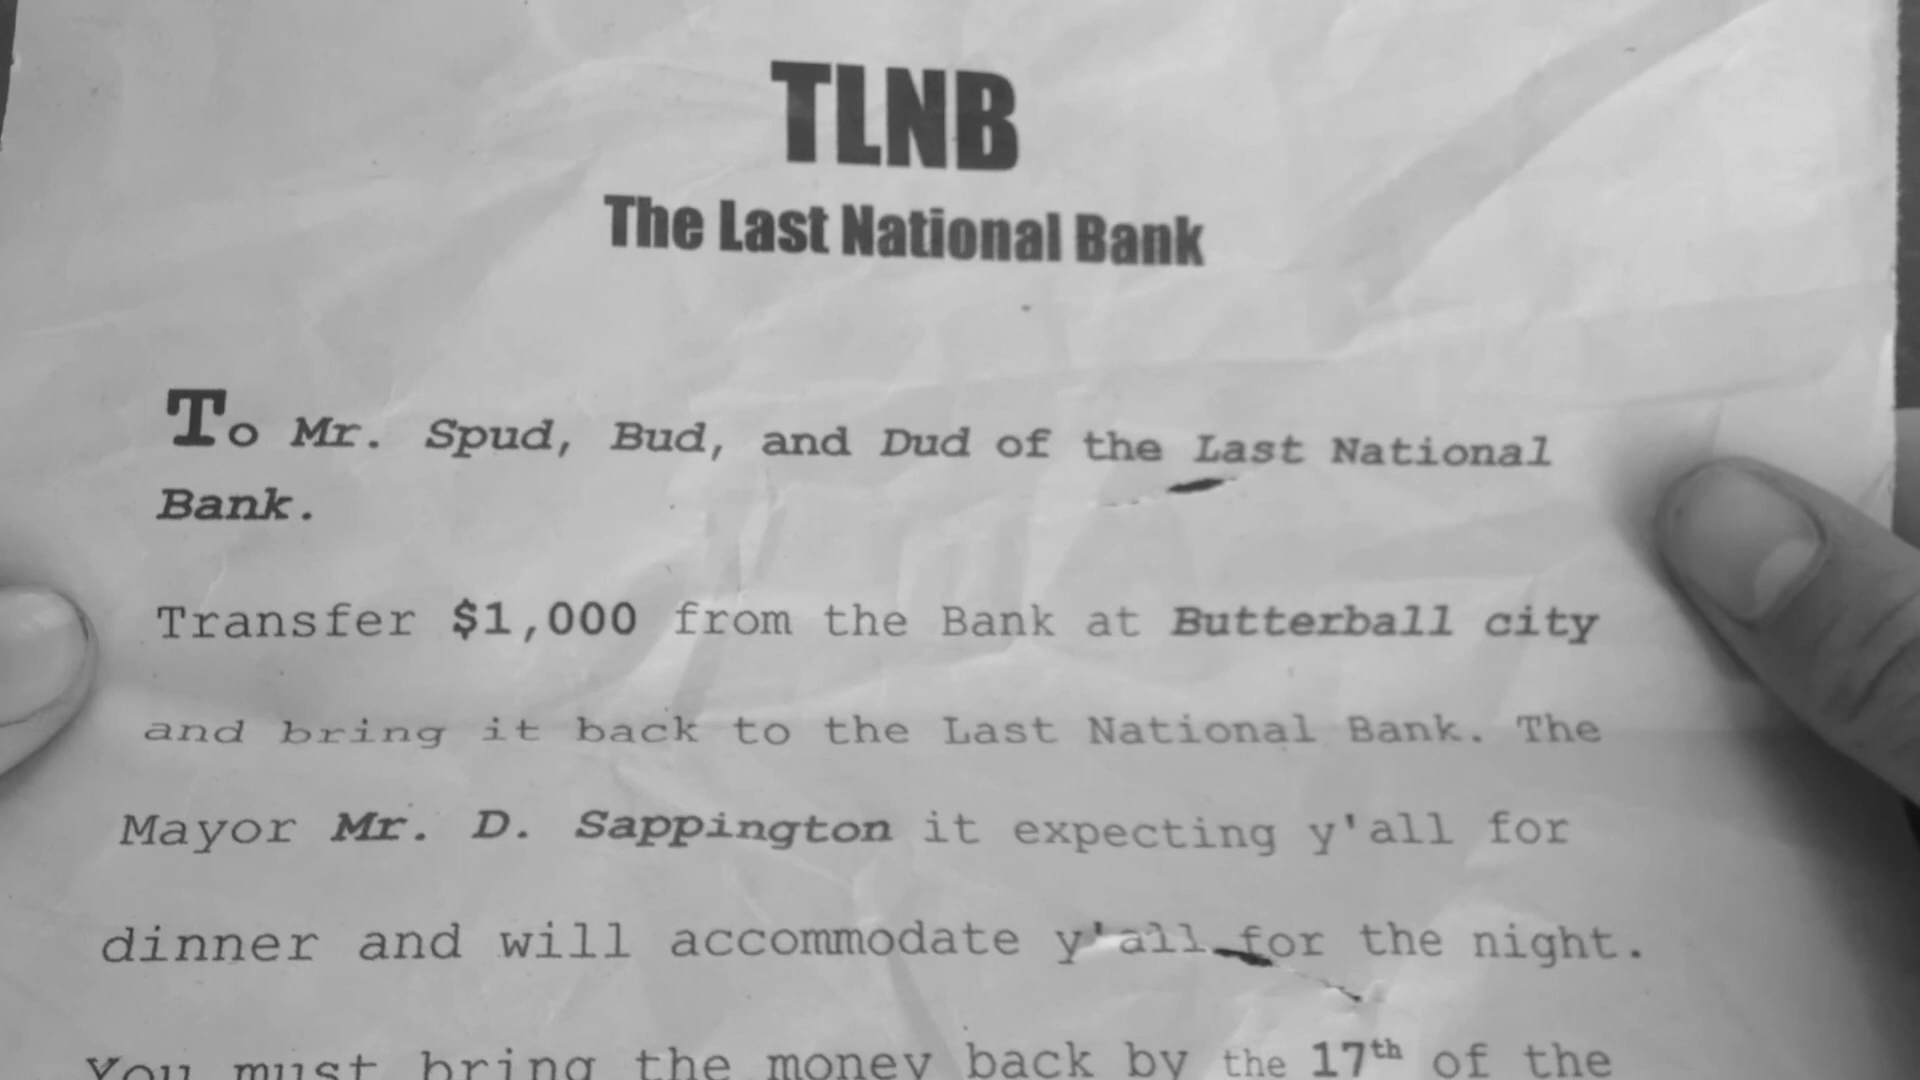 TLNB
The Last National Bank
To Mr. Spud, Bud, and Dud of the Last National
Bank.
Transfer $1,000 from the Bank at Butterball city
and bring it back to the Last National Bank. The
Mayor Mr. D. Sappington it expecting y'all for
dinner and will accommodate y'all for the night.
You must bring the money back by the 17th of the